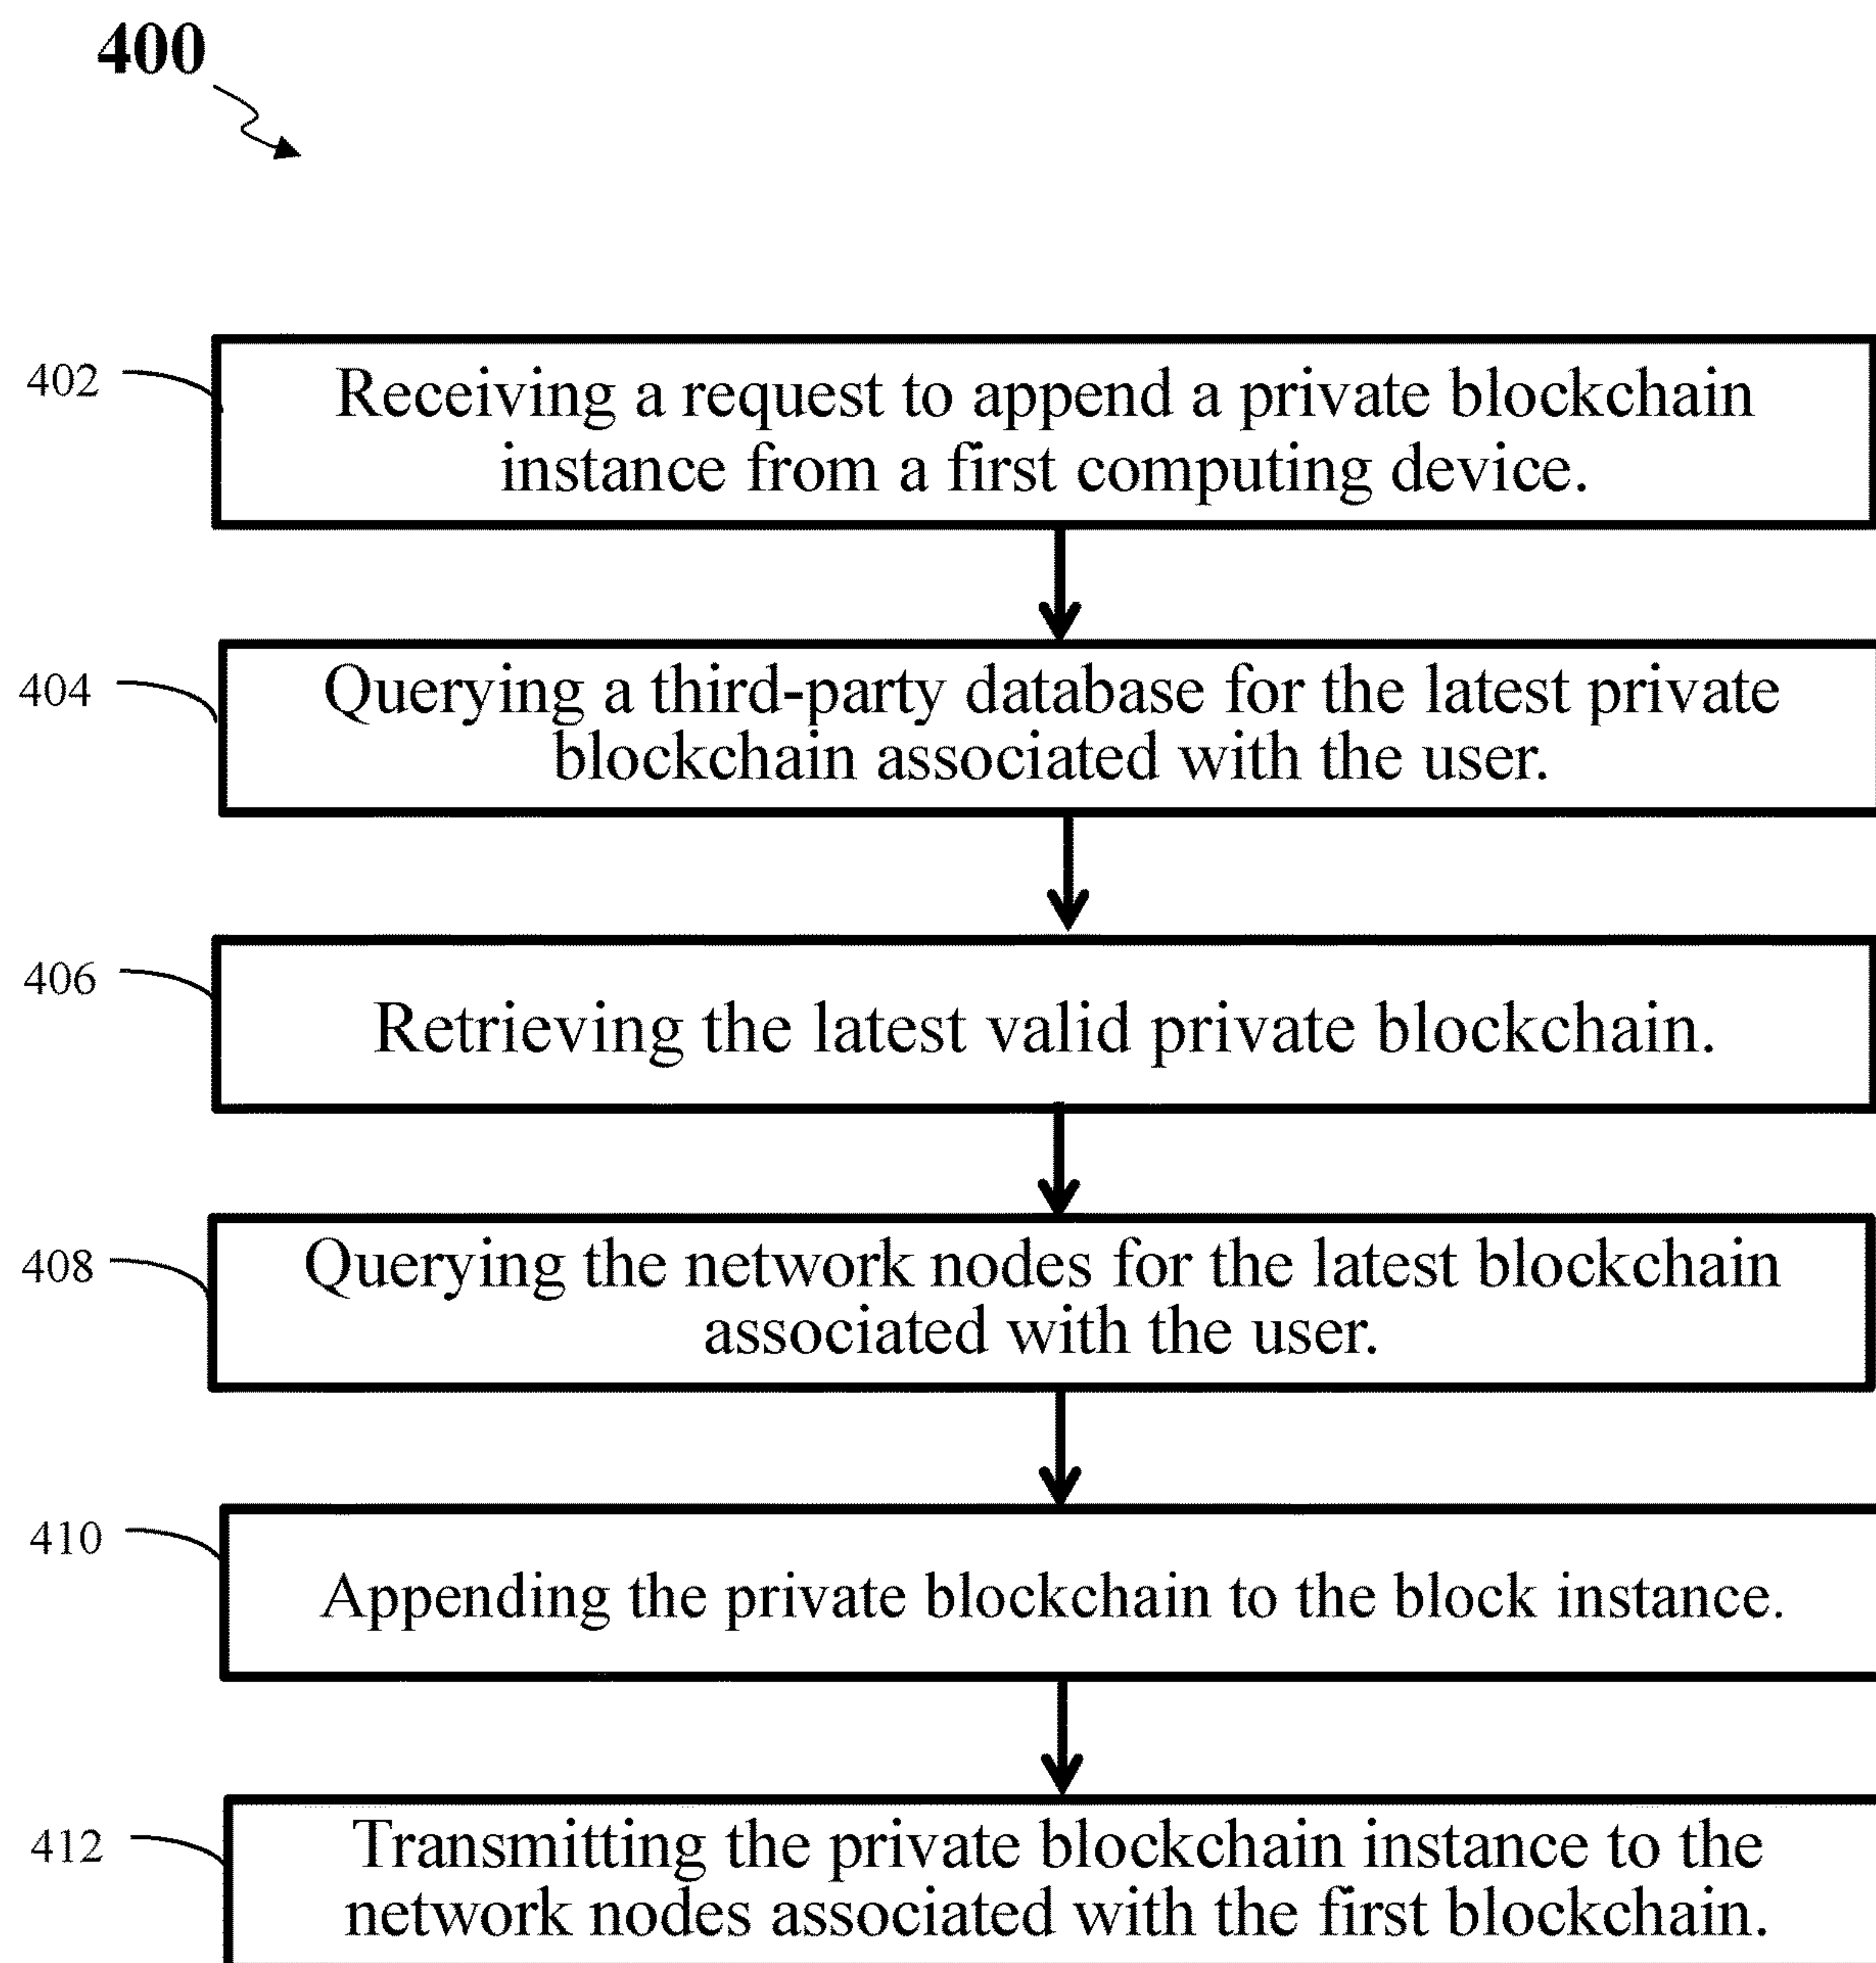 400
402
Receiving a request to append a private blockchain
instance from a first computing device.
404
Querying a third-party database for the latest private
blockchain associated with the user.
406
Retrieving the latest valid private blockchain.
408
Querying the network nodes for the latest blockchain
associated with the user.
410
Appending the private blockchain to the block instance.
412
Transmitting the private blockchain instance to the
network nodes associated with the first blockchain.